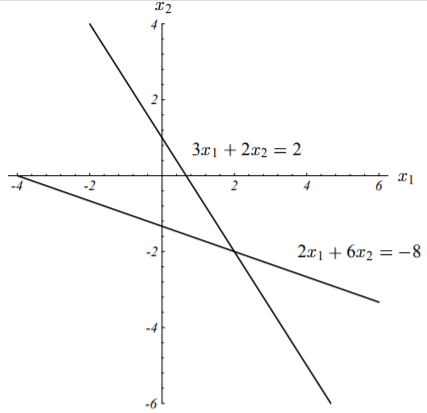 x₂
4
2
3x₁ + 2x₂ = 2
-4 -2 2 4 6 x₁
-2
2x₁ + 6x₂ = −8
-4
-6